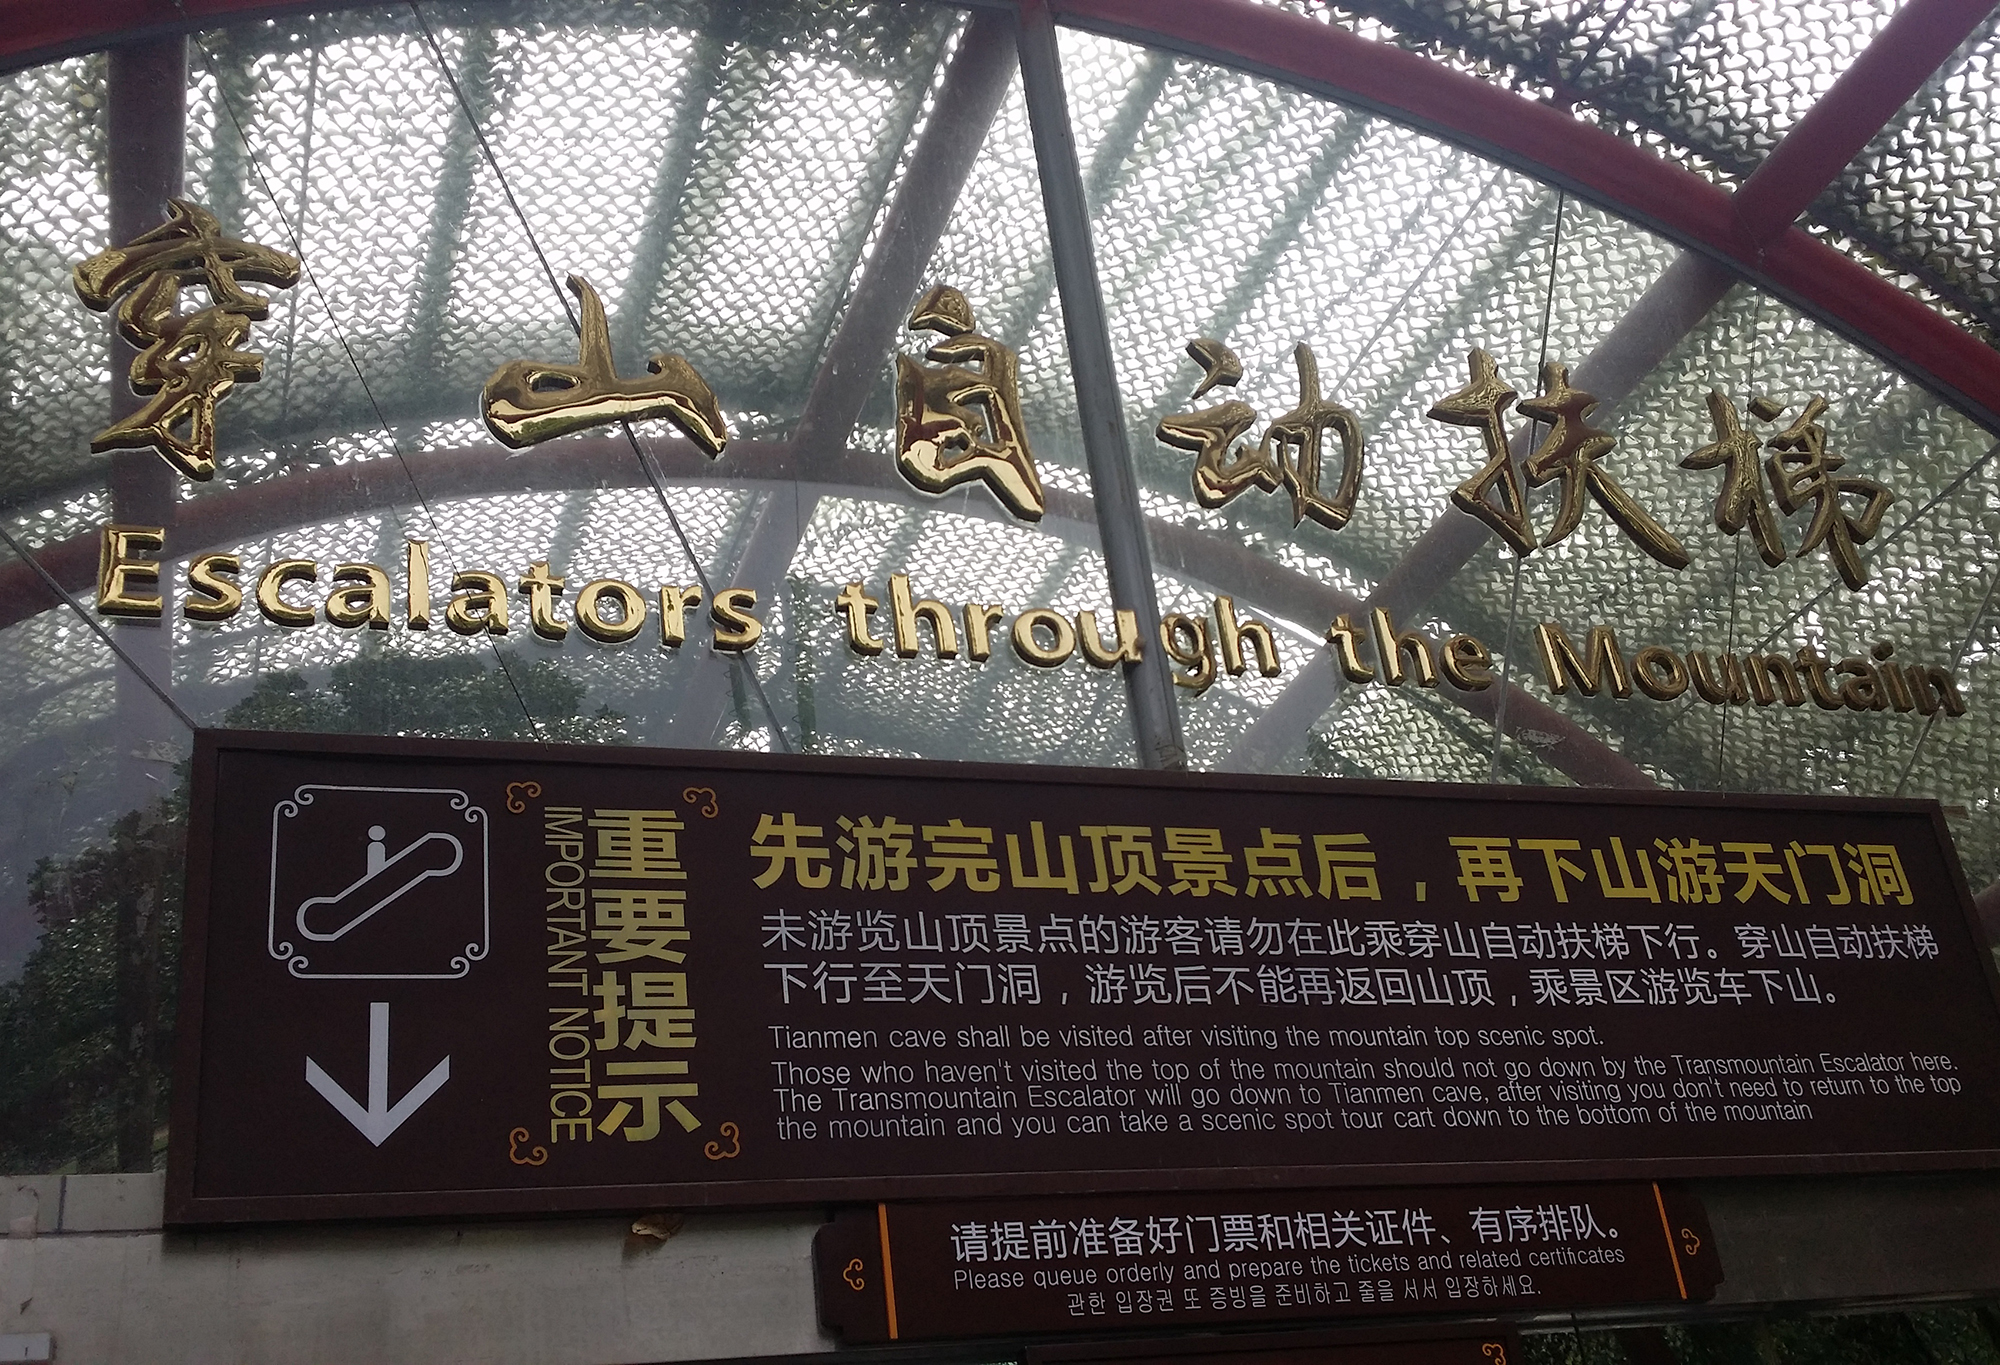 穿山自动扶梯
Escalators through the Mountain
重要提示
IMPORTANT NOTICE
先游完山顶景点后，再下山游天门洞
未游览山顶景点的游客请勿在此乘穿山自动扶梯下行。穿山自动扶梯
下行至天门洞，游览后不能再返回山顶，乘景区游览车下山。
Tianmen cave shall be visited after visiting the mountain top scenic spot.
Those who haven't visited the top of the mountain should not go down by the Transmountain Escalator here.
The Transmountain Escalator will go down to Tianmen cave, after visiting you don't need to return to the top
the mountain and you can take a scenic spot tour cart down to the bottom of the mountain
请提前准备好门票和相关证件、有序排队。
Please queue orderly and prepare the tickets and related certificates
관한 입장권 또 증빙을 준비하고 줄을 서서 입장하세요.